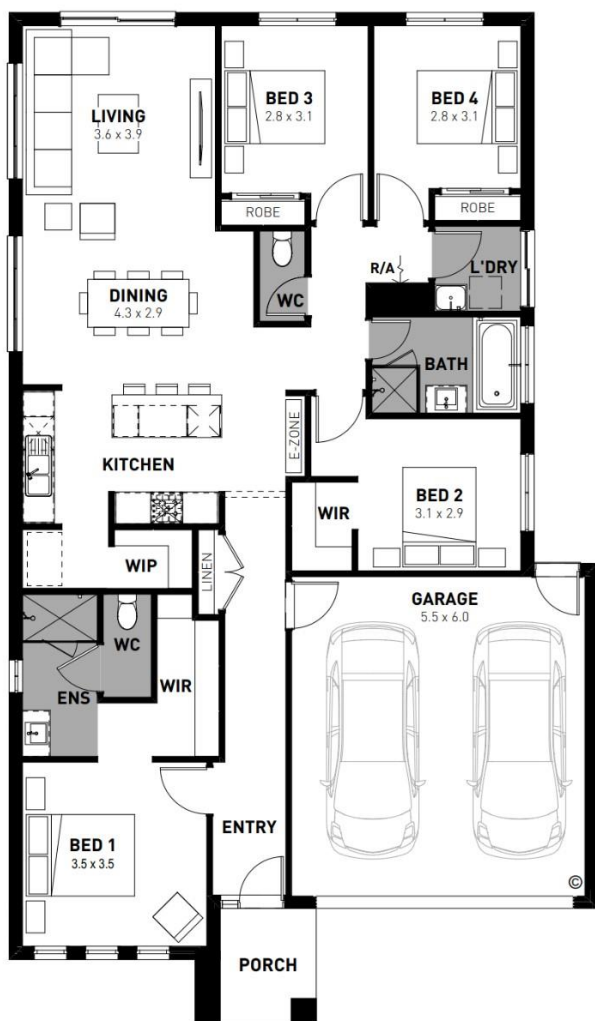 LIVING
3.6 x 3.9
BED 3
2.8 x 3.1
BED 4
2.8 x 3.1
ROBE
ROBE
R/A
L'DRY
WC
DINING
4.3 x 2.9
BATH
KITCHEN
E-ZONE
BED 2
3.1 x 2.9
WIR
WIP
LINEN
GARAGE
5.5 x 6.0
WC
WIR
ENS
BED 1
3.5 x 3.5
ENTRY
©
PORCH